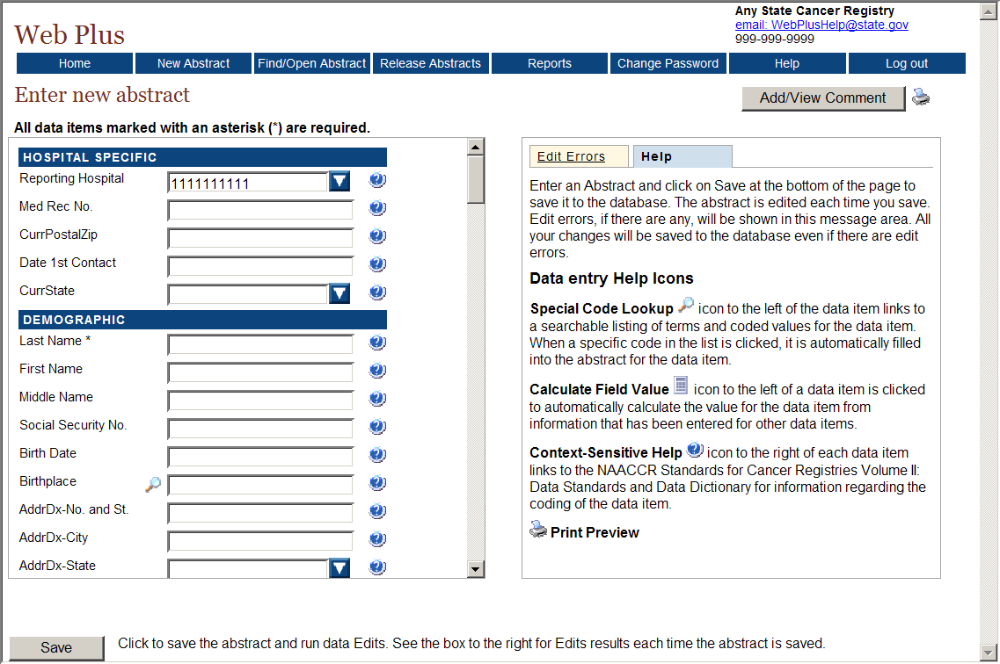 Web Plus
Any State Cancer Registry
email: WebPlusHelp@state.gov
999-999-9999
Home New Abstract Find/Open Abstract Release Abstracts Reports Change Password Help Log out
Enter new abstract
Add/View Comment
All data items marked with an asterisk (*) are required.
HOSPITAL SPECIFIC
Reporting Hospital 1111111111
Med Rec No.
CurrPostalZip
Date 1st Contact
CurrState
DEMOGRAPHIC
Last Name *
First Name
Middle Name
Social Security No.
Birth Date
Birthplace
AddrDx-No. and St.
AddrDx-City
AddrDx-State
Edit Errors Help
Enter an Abstract and click on Save at the bottom of the page to
save it to the database. The abstract is edited each time you save.
Edit errors, if there are any, will be shown in this message area. All
your changes will be saved to the database even if there are edit
errors.
Data entry Help Icons
Special Code Lookup icon to the left of the data item links to
a searchable listing of terms and coded values for the data item.
When a specific code in the list is clicked, it is automatically filled
into the abstract for the data item.
Calculate Field Value icon to the left of a data item is clicked
to automatically calculate the value for the data item from
information that has been entered for other data items.
Context-Sensitive Help icon to the right of each data item
links to the NAACCR Standards for Cancer Registries Volume II:
Data Standards and Data Dictionary for information regarding the
coding of the data item.
Print Preview
Save Click to save the abstract and run data Edits. See the box to the right for Edits results each time the abstract is saved.